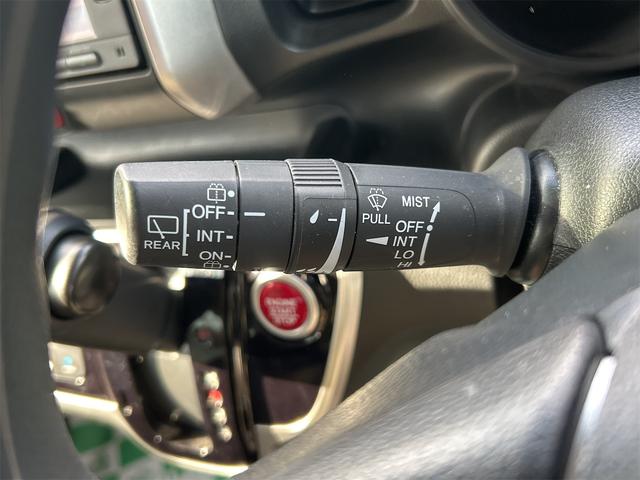 OFF
INT
ON
REAR
PULL
MIST
OFF
INT
LO
HI
ENGINE
START
STOP